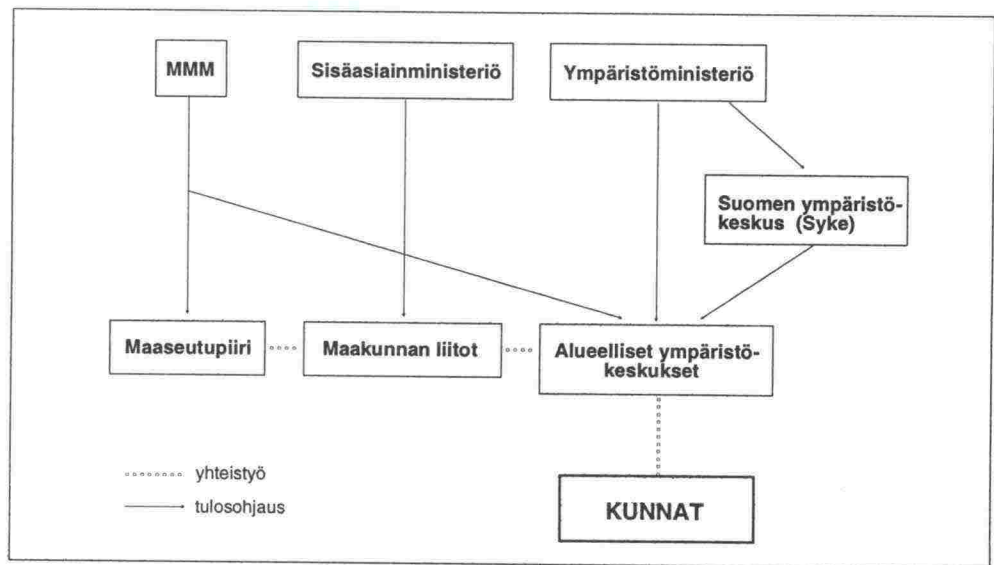 MMM
Sisäasiainministeriö
Ympäristöministeriö
Suomen ympäristö-
keskus (Syke)
Maaseutupiiri
Maakunnan liitot
Alueelliset ympäristö-
keskukset
yhteistyö
tulosohjaus
KUNNAT